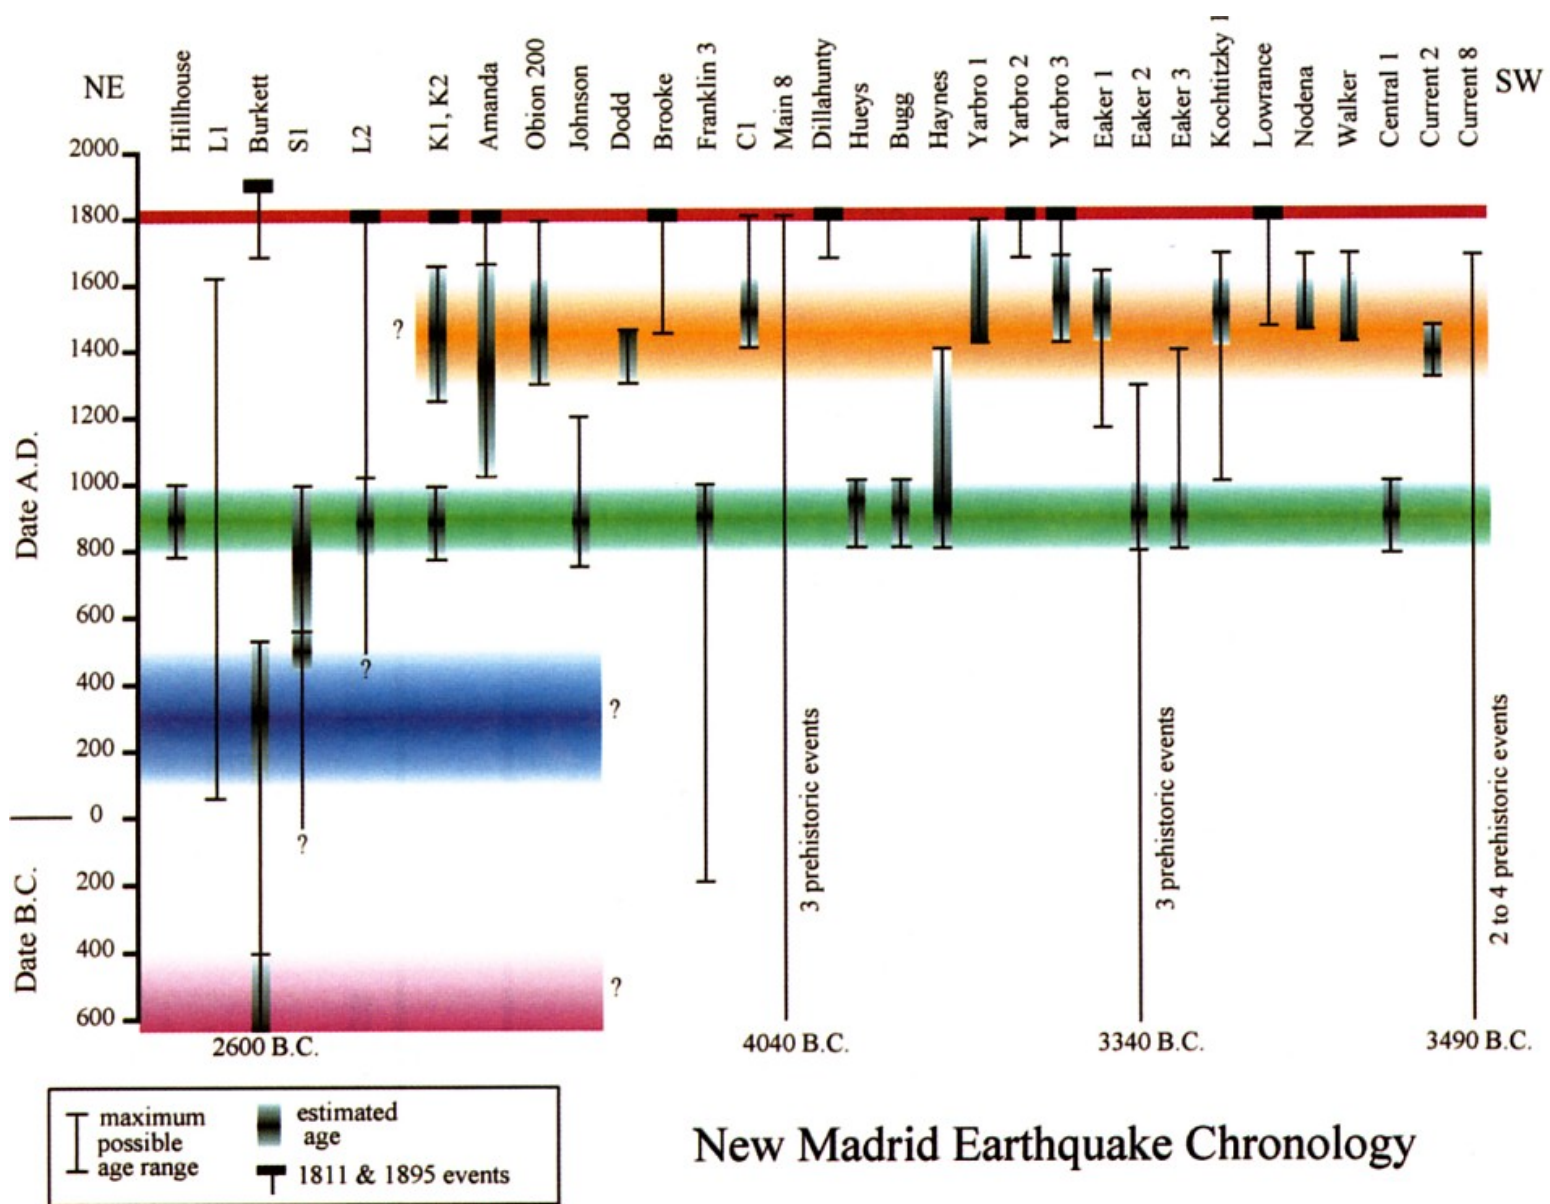 NE
Hillhouse
L1
Burkett
S1
L2
K1, K2
Amanda
Obion 200
Johnson
Dodd
Brooke
Franklin 3
C1
Main 8
Dillahunty
Hueys
Bugg
Haynes
Yarbro 1
Yarbro 2
Yarbro 3
Eaker 1
Eaker 2
Eaker 3
Kochtitzky 1
Lowrance
Nodena
Walker
Central 1
Current 2
Current 8
SW
2000
1800
1600
1400
1200
1000
800
600
400
200
0
200
400
600
Date A.D.
Date B.C.
?
?
?
?
?
3 prehistoric events
3 prehistoric events
2 to 4 prehistoric events
2600 B.C.
4040 B.C.
3340 B.C.
3490 B.C.
maximum
possible
age range
estimated
age
1811 & 1895 events
New Madrid Earthquake Chronology